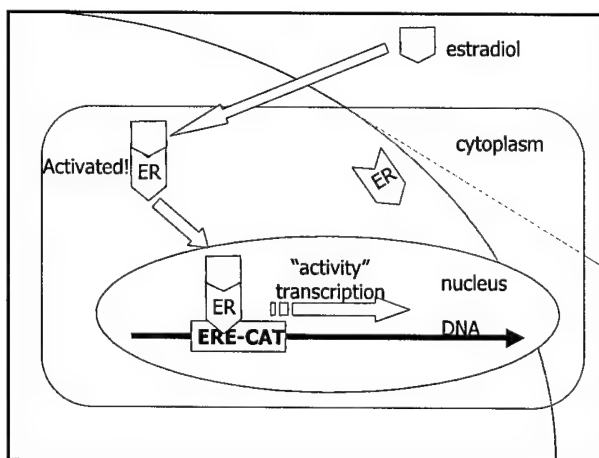 estradiol
cytoplasm
Activated!
ER
ER
"activity"
transcription
nucleus
ER
DNA
ERE-CAT